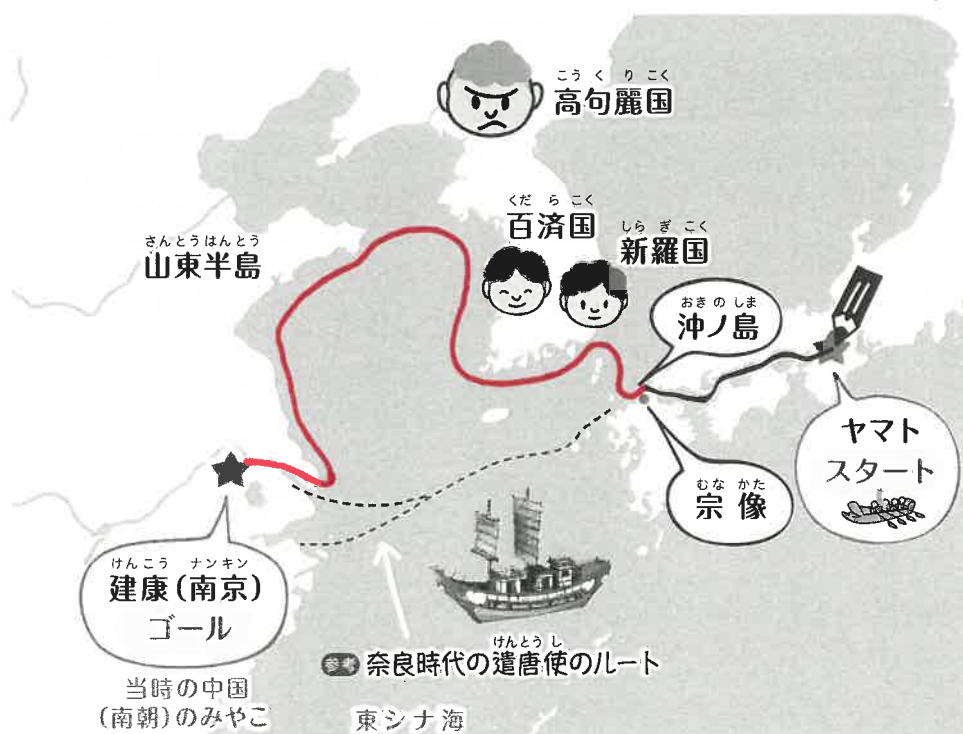 こうくりこく
高句麗国
くだらこく
百済国
しらぎこく
新羅国
さんとうはんとう
山東半島
おきのしま
沖ノ島
ヤマト
スタート
むなかた
宗像
けんこう ナンキン
建康(南京)
ゴール
けんとうし
参考 奈良時代の遣唐使のルート
当時の中国
(南朝)のみやこ
東シナ海